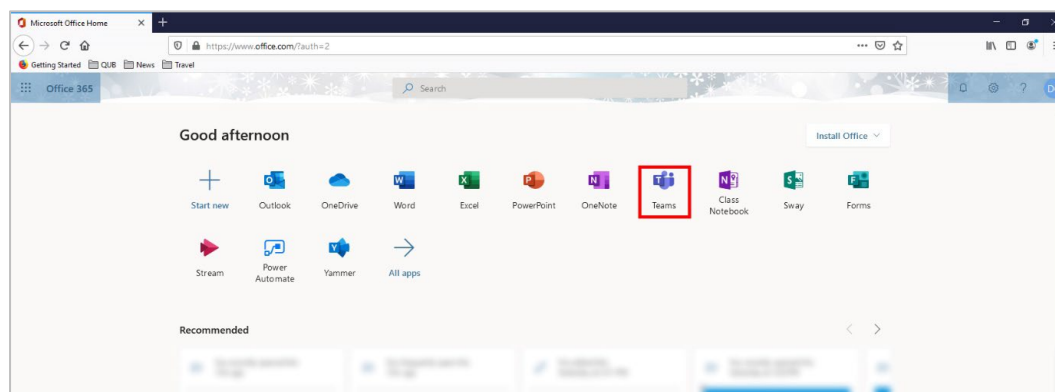 Microsoft Office Home
https://www.office.com/?auth=2
Getting Started QUB News Travel
Office 365 Search ?
Good afternoon
Install Office
Start new Outlook OneDrive Word Excel PowerPoint OneNote Teams Class Notebook Sway Forms
Stream Power Automate Yammer All apps
Recommended